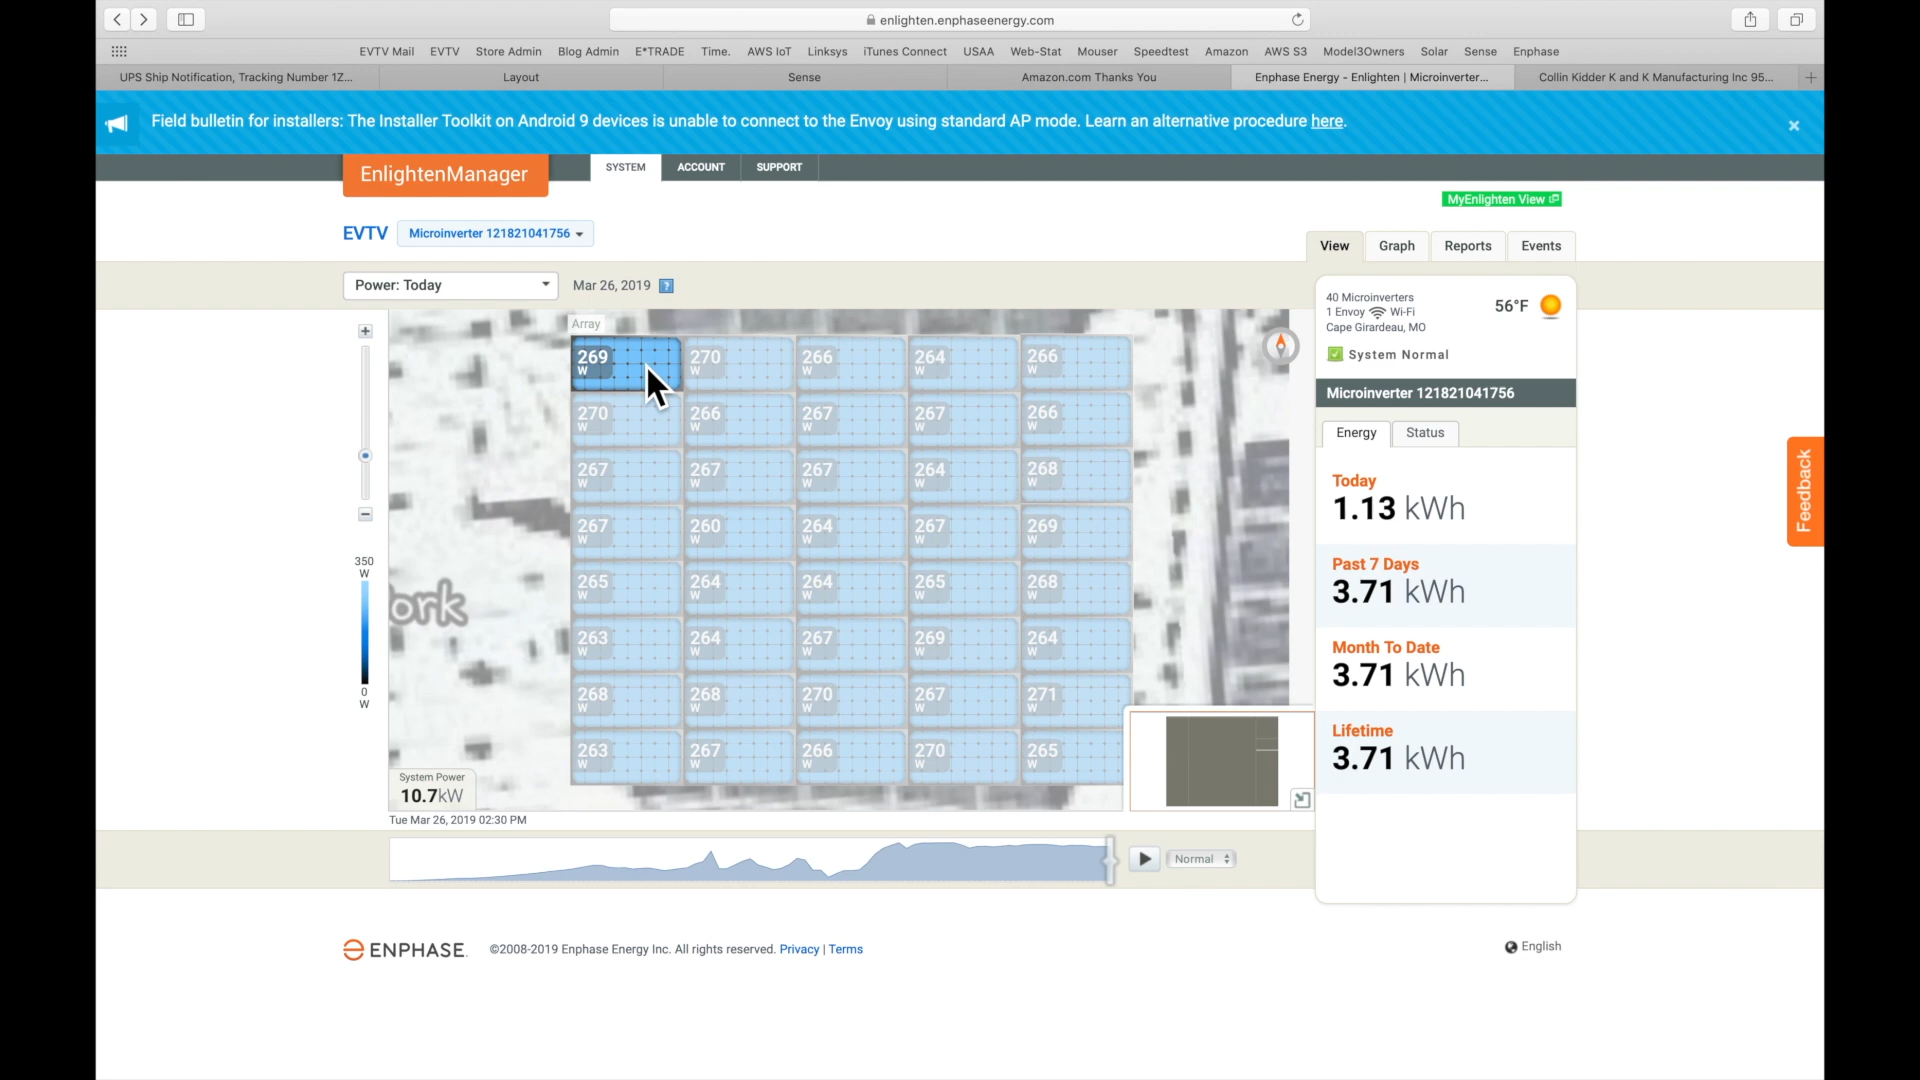 enlighten.enphaseenergy.com
EVTV Mail EVTV Store Admin Blog Admin E*TRADE Time. AWS IoT Linksys iTunes Connect USAA Web-Stat Mouser Speedtest Amazon AWS S3 Model3Owners Solar Sense Enphase
UPS Ship Notification, Tracking Number 1Z... Layout Sense Amazon.com Thanks You Enphase Energy - Enlighten | Microinverter... Collin Kidder K and K Manufacturing Inc 95...
Field bulletin for installers: The Installer Toolkit on Android 9 devices is unable to connect to the Envoy using standard AP mode. Learn an alternative procedure here.
EnlightenManager SYSTEM ACCOUNT SUPPORT
MyEnlighten View
EVTV Microinverter 121821041756
View Graph Reports Events
Power: Today Mar 26, 2019 ?
40 Microinverters
1 Envoy Wi-Fi
Cape Girardeau, MO
56°F
System Normal
Microinverter 121821041756
Energy Status
Today
1.13 kWh
Past 7 Days
3.71 kWh
Month To Date
3.71 kWh
Lifetime
3.71 kWh
Array
269 W 270 W 266 W 264 W 266 W
270 W 266 W 267 W 267 W 266 W
267 W 267 W 267 W 264 W 268 W
267 W 260 W 264 W 267 W 269 W
265 W 264 W 264 W 265 W 268 W
263 W 264 W 267 W 269 W 264 W
268 W 268 W 270 W 267 W 271 W
263 W 267 W 266 W 270 W 265 W
350
W
0
W
ork
System Power
10.7kW
Tue Mar 26, 2019 02:30 PM
Normal
Feedback
ENPHASE. ©2008-2019 Enphase Energy Inc. All rights reserved. Privacy | Terms
English